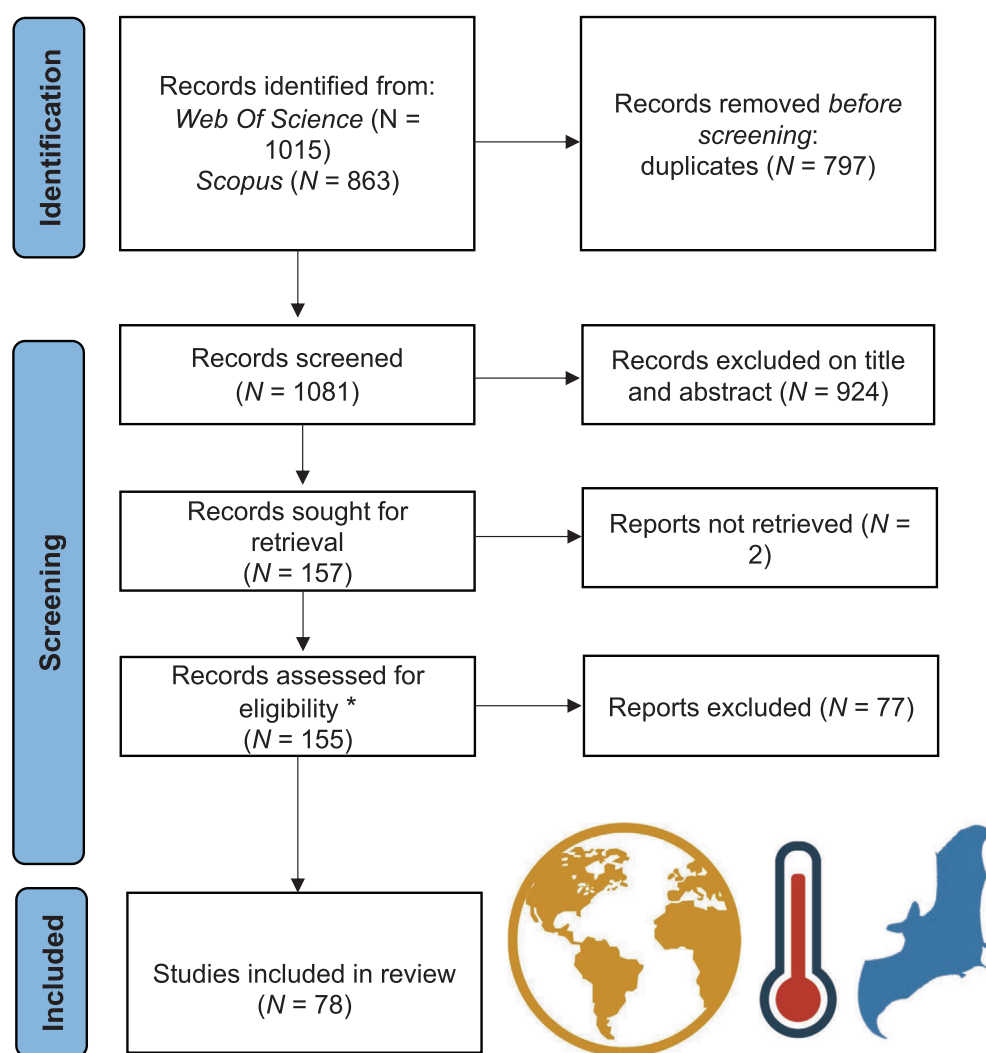 Identification
Records identified from:
Web Of Science (N =
1015)
Scopus (N = 863)
Records removed before
screening:
duplicates (N = 797)
Screening
Records screened
(N = 1081)
Records excluded on title
and abstract (N = 924)
Records sought for
retrieval
(N = 157)
Reports not retrieved (N =
2)
Records assessed for
eligibility *
(N = 155)
Reports excluded (N = 77)
Included
Studies included in review
(N = 78)